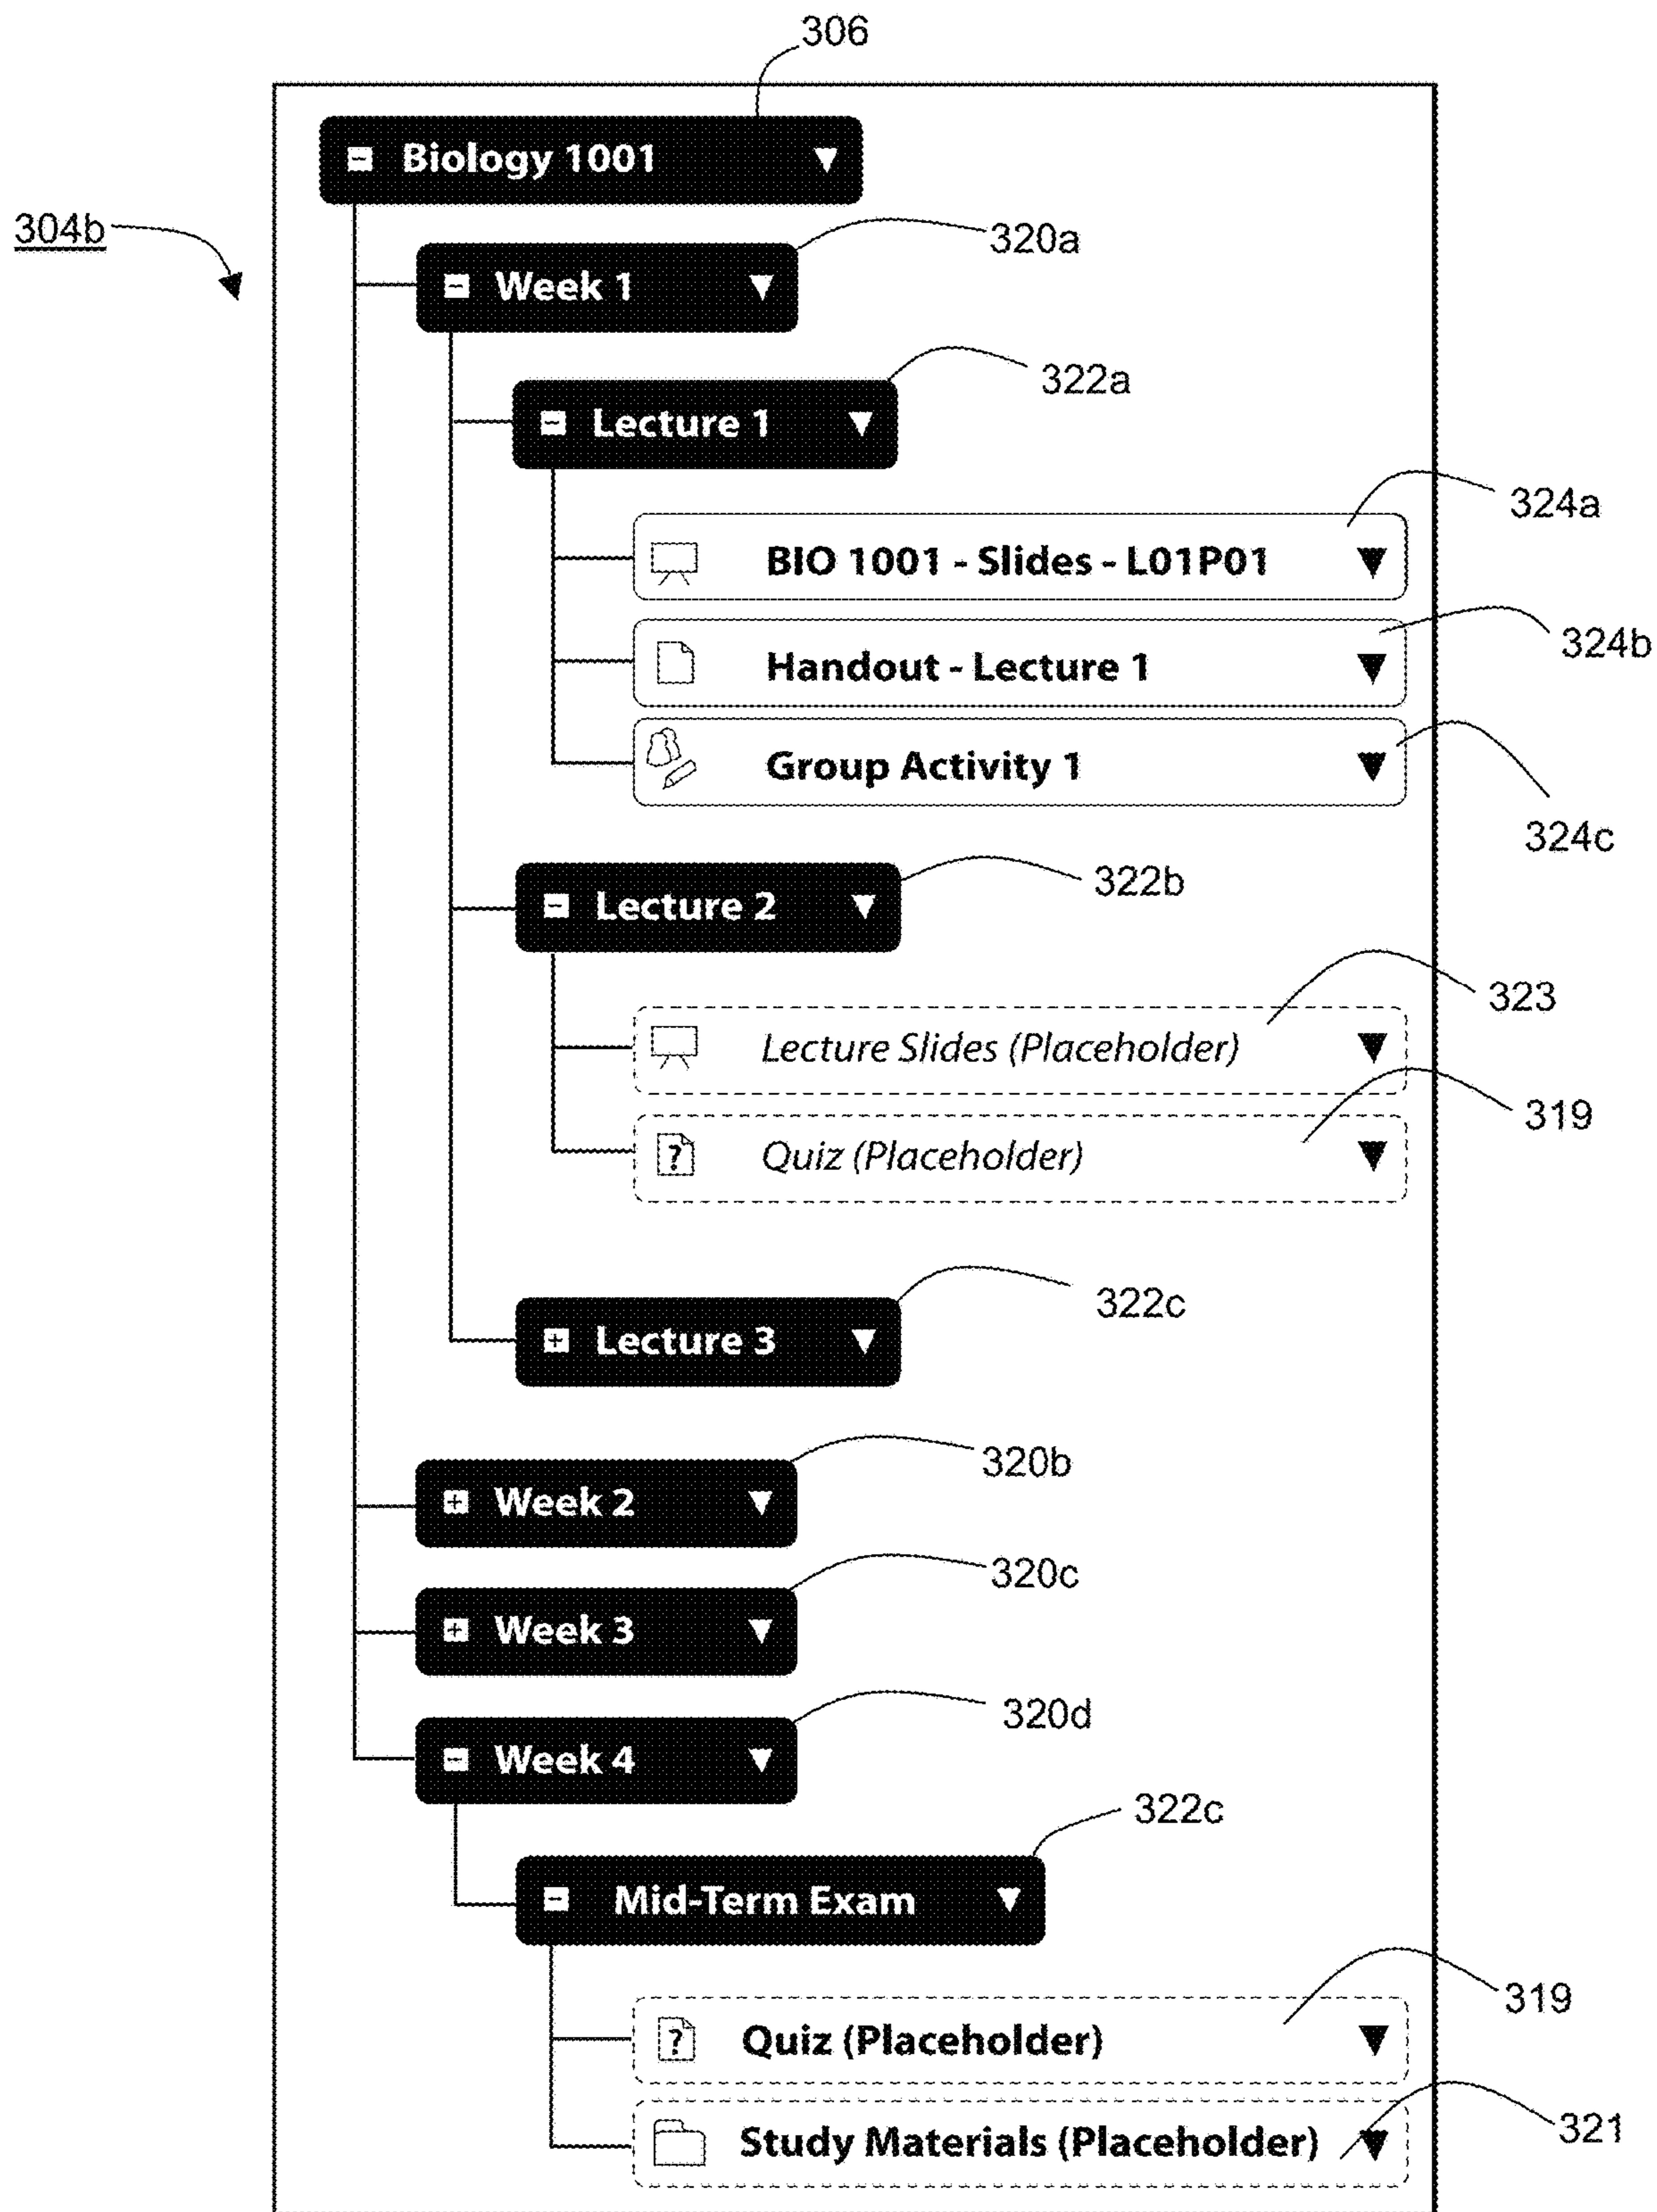 306
Biology 1001
304b
320a
Week 1
322a
Lecture 1
324a
BIO 1001 - Slides - L01P01
324b
Handout - Lecture 1
Group Activity 1
324c
322b
Lecture 2
323
Lecture Slides (Placeholder)
319
? Quiz (Placeholder)
322c
Lecture 3
320b
Week 2
320c
Week 3
320d
Week 4
322c
Mid-Term Exam
319
? Quiz (Placeholder)
321
Study Materials (Placeholder)